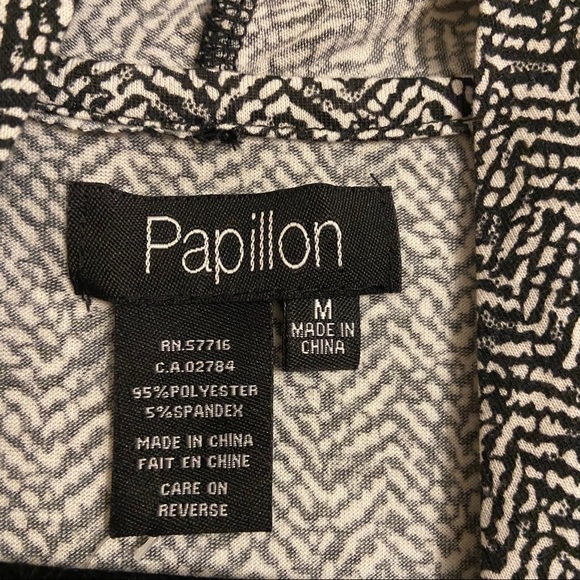 Papillon
M
MADE IN
CHINA
RN.57716
C.A.02784
95%POLYESTER
5%SPANDEX
MADE IN CHINA
FAIT EN CHINE
CARE ON
REVERSE